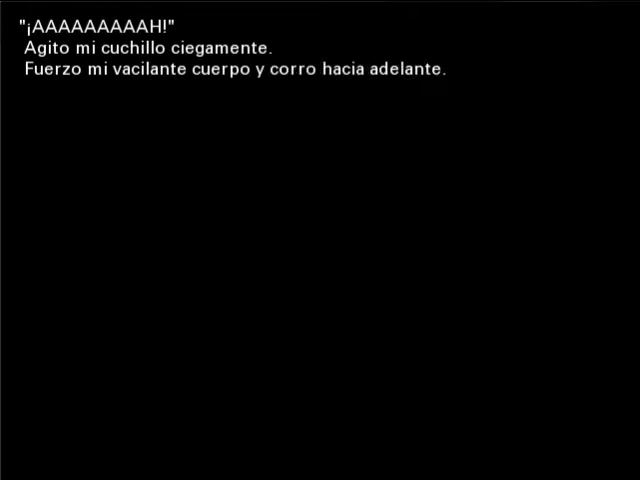 "¡AAAAAAAAAH!"
Agito mi cuchillo ciegamente.
Fuerzo mi vacilante cuerpo y corro hacia adelante.